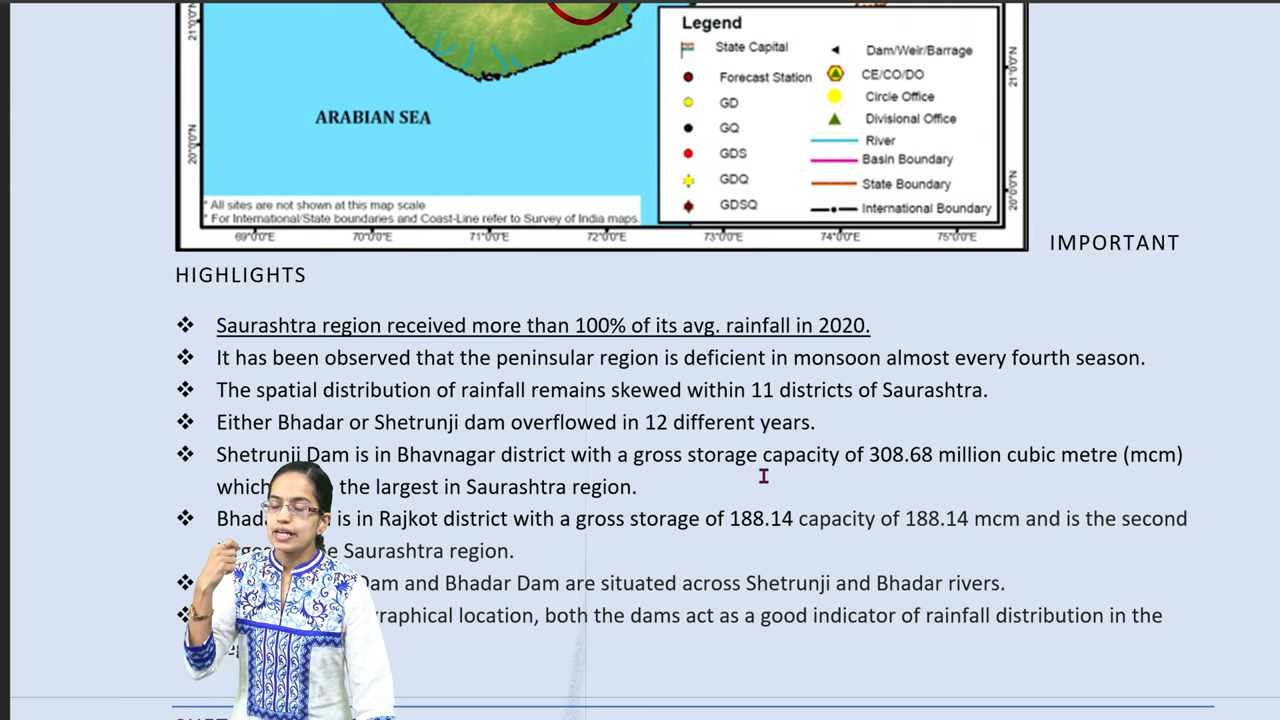 21°0'0"N
Legend
State Capital
Dam/Weir/Barrage
21°0'0"N
Forecast Station
CE/CO/DO
GD
Circle Office
ARABIAN SEA
GQ
Divisional Office
20°0'0"N
GDS
River
Basin Boundary
GDQ
State Boundary
20°0'0"N
* All sites are not shown at this map scale
GDSQ
International Boundary
* For International/State boundaries and Coast-Line refer to Survey of India maps.
69°0'0"E 70°0'0"E 71°0'0"E 72°0'0"E 73°0'0"E 74°0'0"E 75°0'0"E
IMPORTANT
HIGHLIGHTS
❖ Saurashtra region received more than 100% of its avg. rainfall in 2020.
❖ It has been observed that the peninsular region is deficient in monsoon almost every fourth season.
❖ The spatial distribution of rainfall remains skewed within 11 districts of Saurashtra.
❖ Either Bhadar or Shetrunji dam overflowed in 12 different years.
❖ Shetrunji Dam is in Bhavnagar district with a gross storage capacity of 308.68 million cubic metre (mcm)
which the largest in Saurashtra region.
❖ is in Rajkot district with a gross storage of 188.14 capacity of 188.14 mcm and is the second
Saurashtra region.
❖ Dam and Bhadar Dam are situated across Shetrunji and Bhadar rivers.
❖ location, both the dams act as a good indicator of rainfall distribution in the